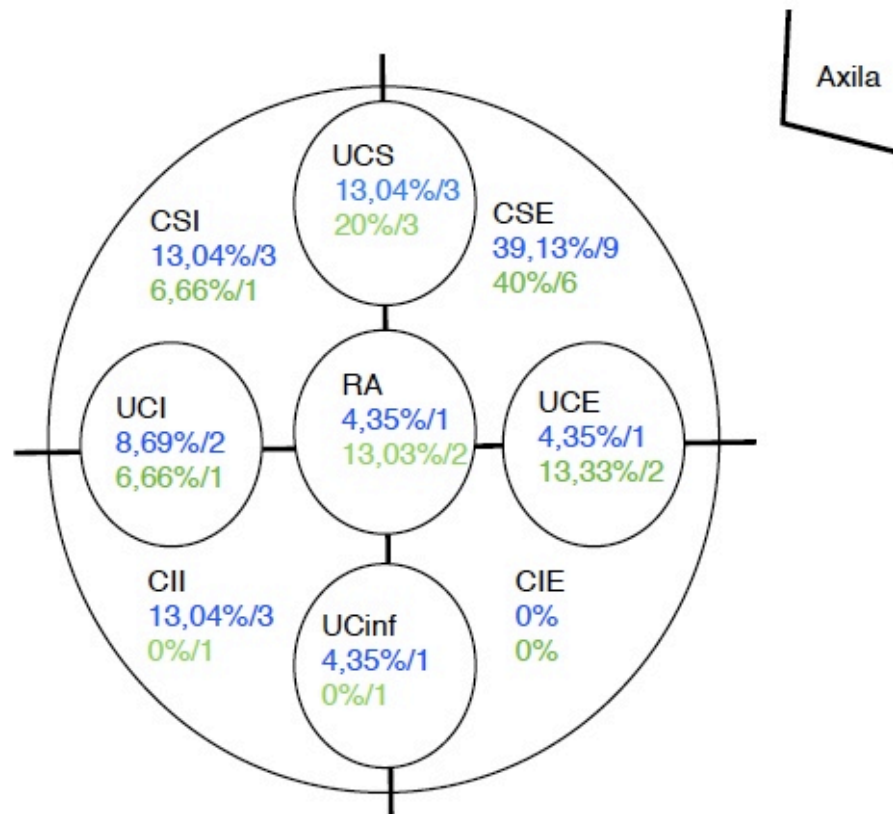 Axila
UCS
13,04%/3
20%/3
CSI
13,04%/3
6,66%/1
CSE
39,13%/9
40%/6
UCI
8,69%/2
6,66%/1
RA
4,35%/1
13,03%/2
UCE
4,35%/1
13,33%/2
CII
13,04%/3
0%/1
UCinf
4,35%/1
0%/1
CIE
0%
0%